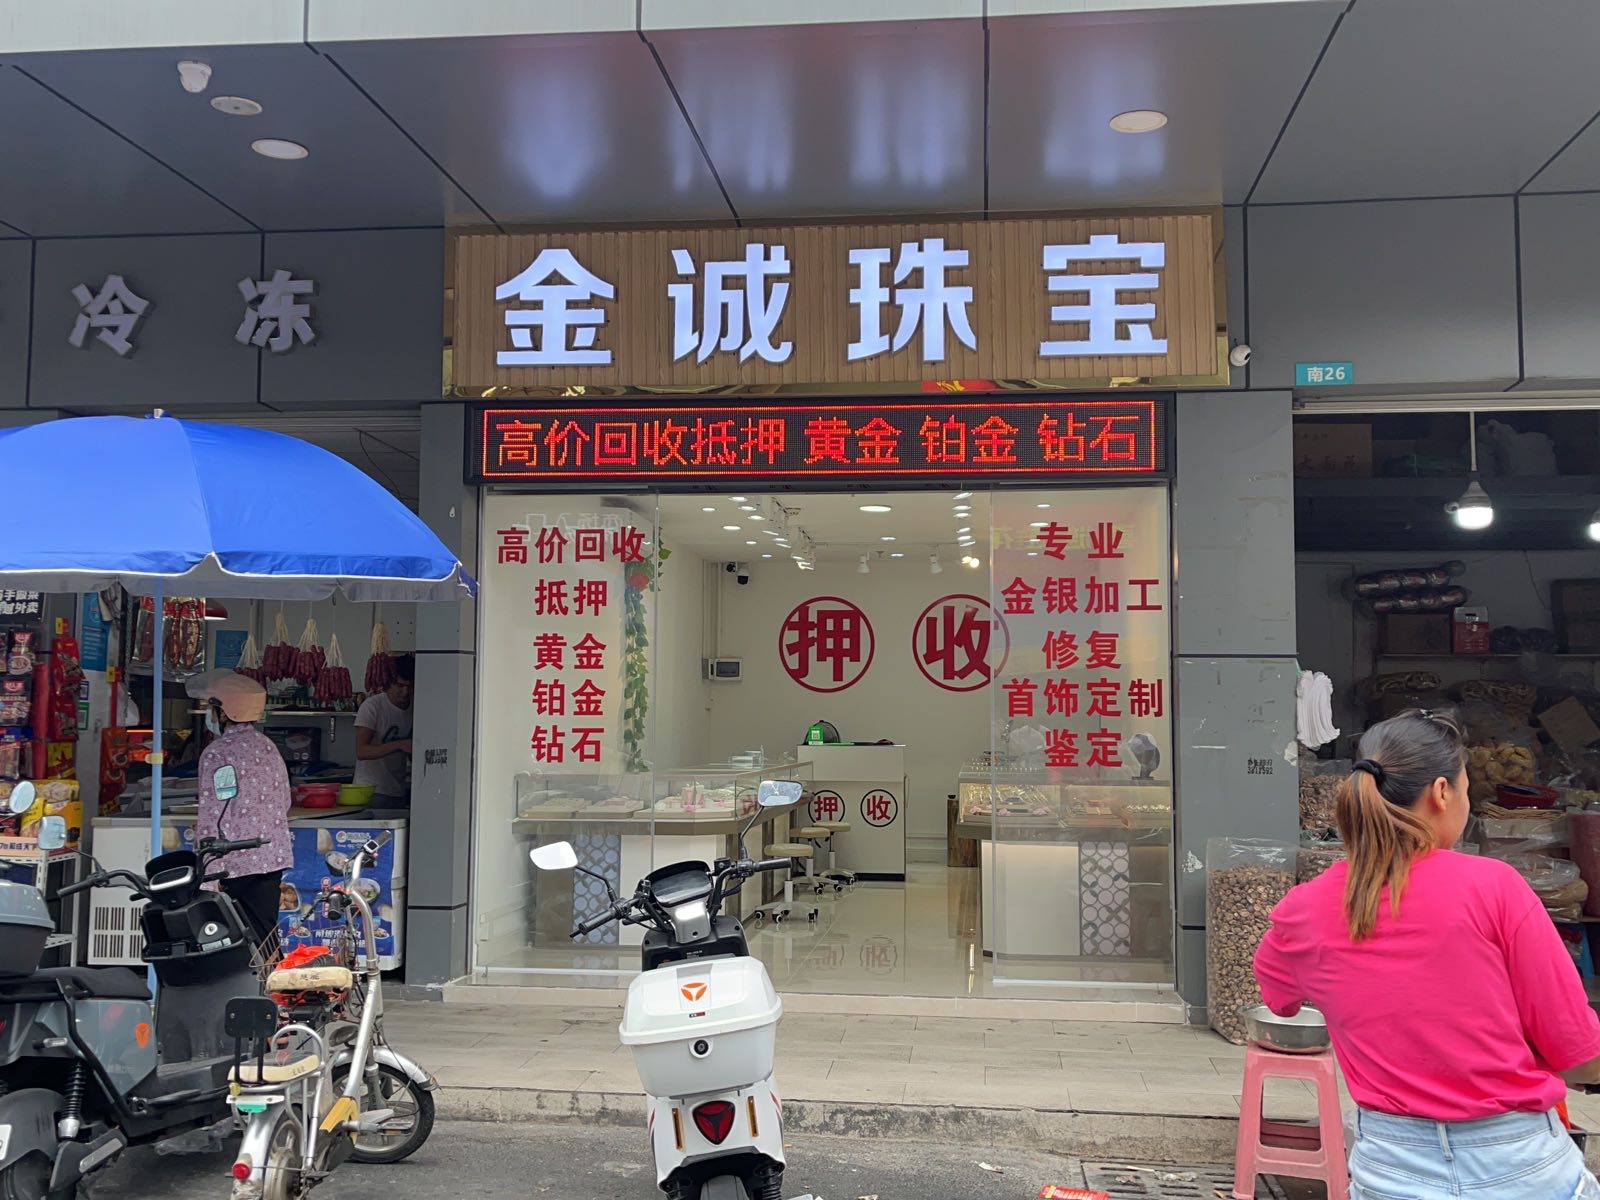 金诚珠宝
冷冻
南26
高价回收抵押 黄金 铂金 钻石
高价回收
抵押
黄金
铂金
钻石
专业
金银加工
修复
首饰定制
鉴定
押 收
押 收